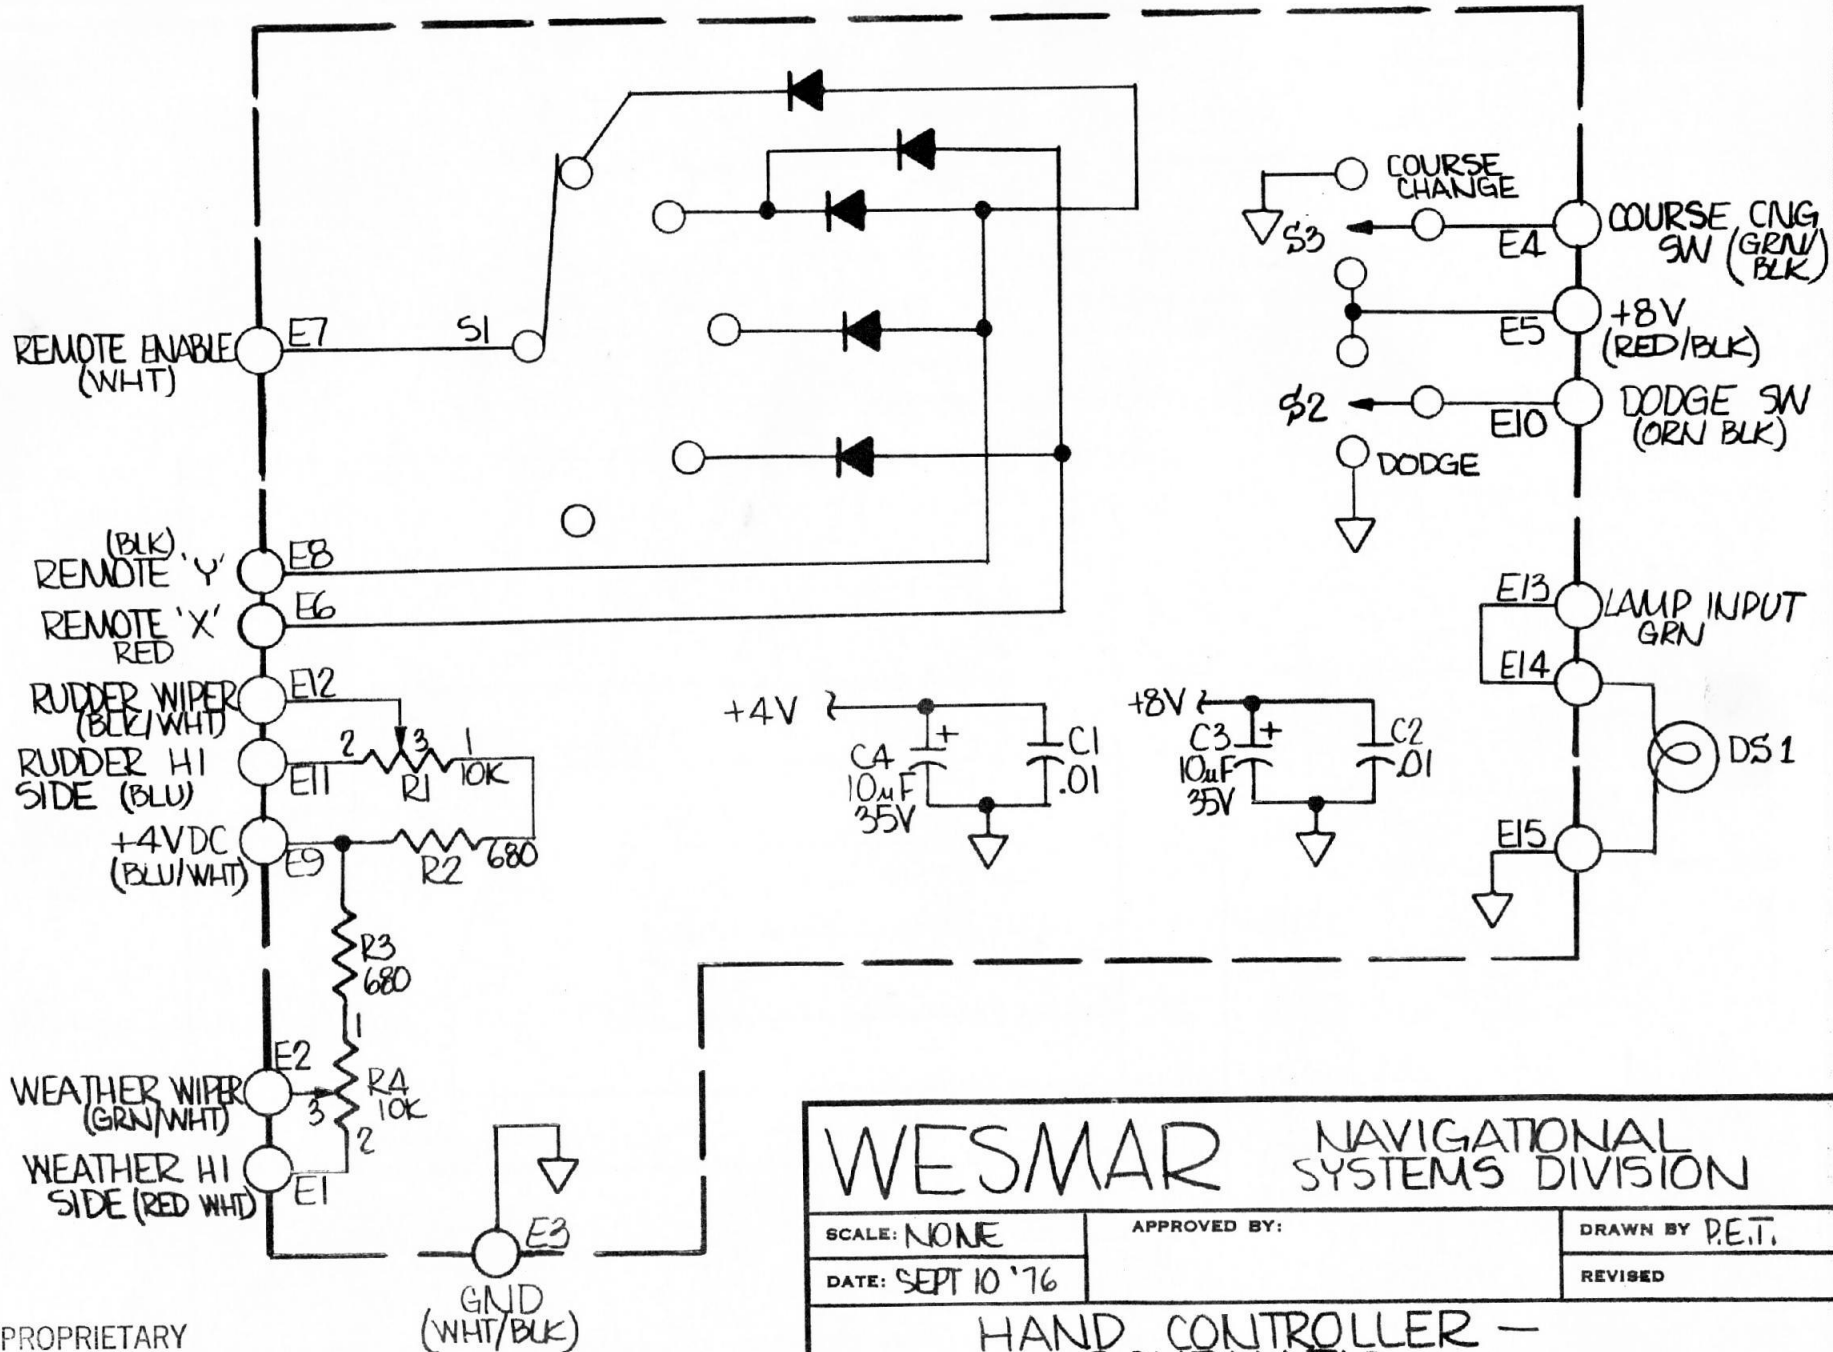 COURSE
CHANGE
COURSE CNG
SW (GRN/
BLK)
S3
E4
+8V
(RED/BLK)
E5
S2
E10
DODGE SW
(ORN BLK)
DODGE
REMOTE ENABLE
(WHT)
E7
S1
(BLK)
REMOTE 'Y'
E8
REMOTE 'X'
RED
E6
RUDDER WIPER
(BLK/WHT)
E12
RUDDER HI
SIDE (BLU)
E11
2
3
1
R1
10K
+4VDC
(BLU/WHT)
E9
R2
680
R3
680
1
E2
WEATHER WIPER
(GRN/WHT)
3
R4
10K
2
WEATHER HI
SIDE (RED WHT)
E1
E3
GND
(WHT/BLK)
+4V
C4
+
10µF
35V
C1
.01
+8V
C3
+
10µF
35V
C2
.01
E13
LAMP INPUT
GRN
E14
DS1
E15
WESMAR
NAVIGATIONAL
SYSTEMS DIVISION
SCALE: NONE
APPROVED BY:
DRAWN BY P.E.T.
DATE: SEPT 10 '76
REVISED
HAND CONTROLLER —
PROPRIETARY